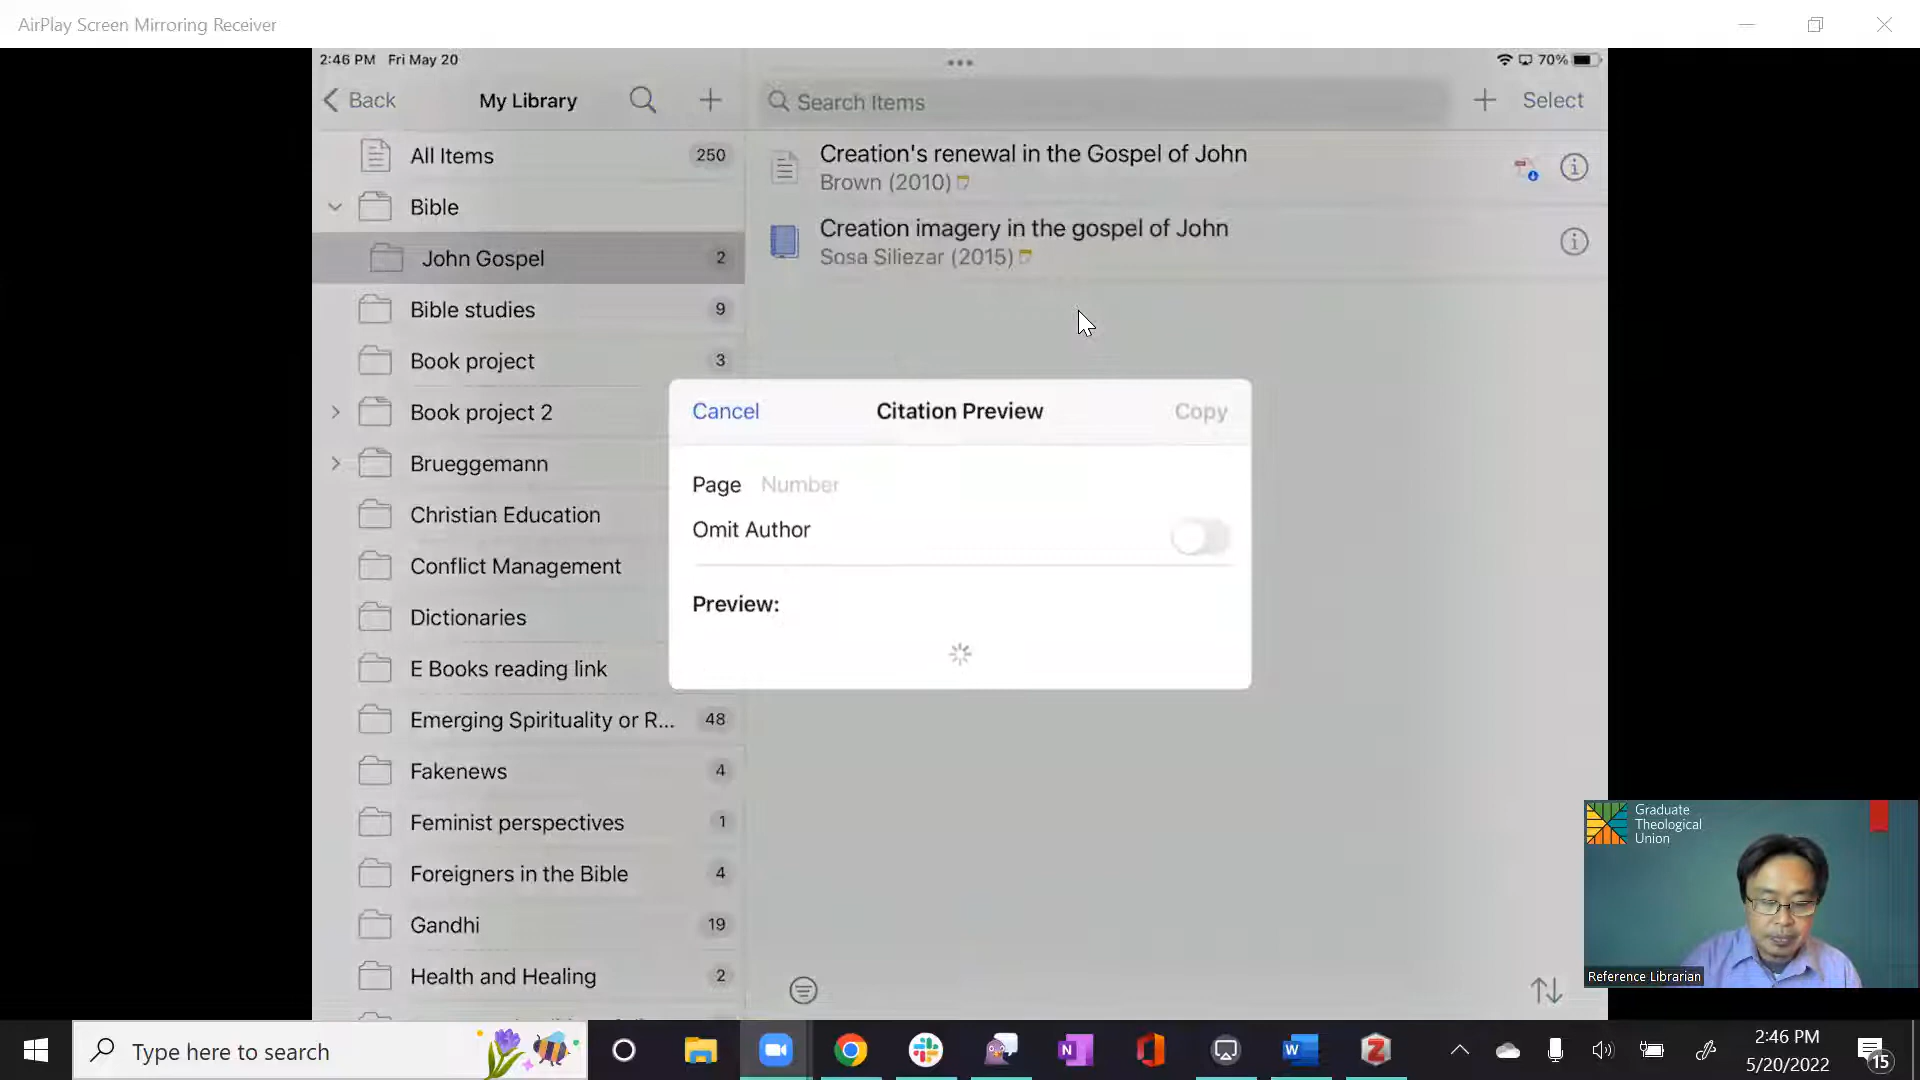 AirPlay Screen Mirroring Receiver
2:46 PM Fri May 20
70%
Back
My Library
Search Items
Select
All Items 250
Bible
John Gospel 2
Bible studies 9
Book project 3
Book project 2
Brueggemann
Christian Education
Conflict Management
Dictionaries
E Books reading link
Emerging Spirituality or R... 48
Fakenews 4
Feminist perspectives 1
Foreigners in the Bible 4
Gandhi 19
Health and Healing 2
Creation's renewal in the Gospel of John
Brown (2010)
Creation imagery in the gospel of John
Sosa Siliezar (2015)
Cancel
Citation Preview
Copy
Page Number
Omit Author
Preview:
Graduate
Theological
Union
Reference Librarian
Type here to search
2:46 PM
5/20/2022
15